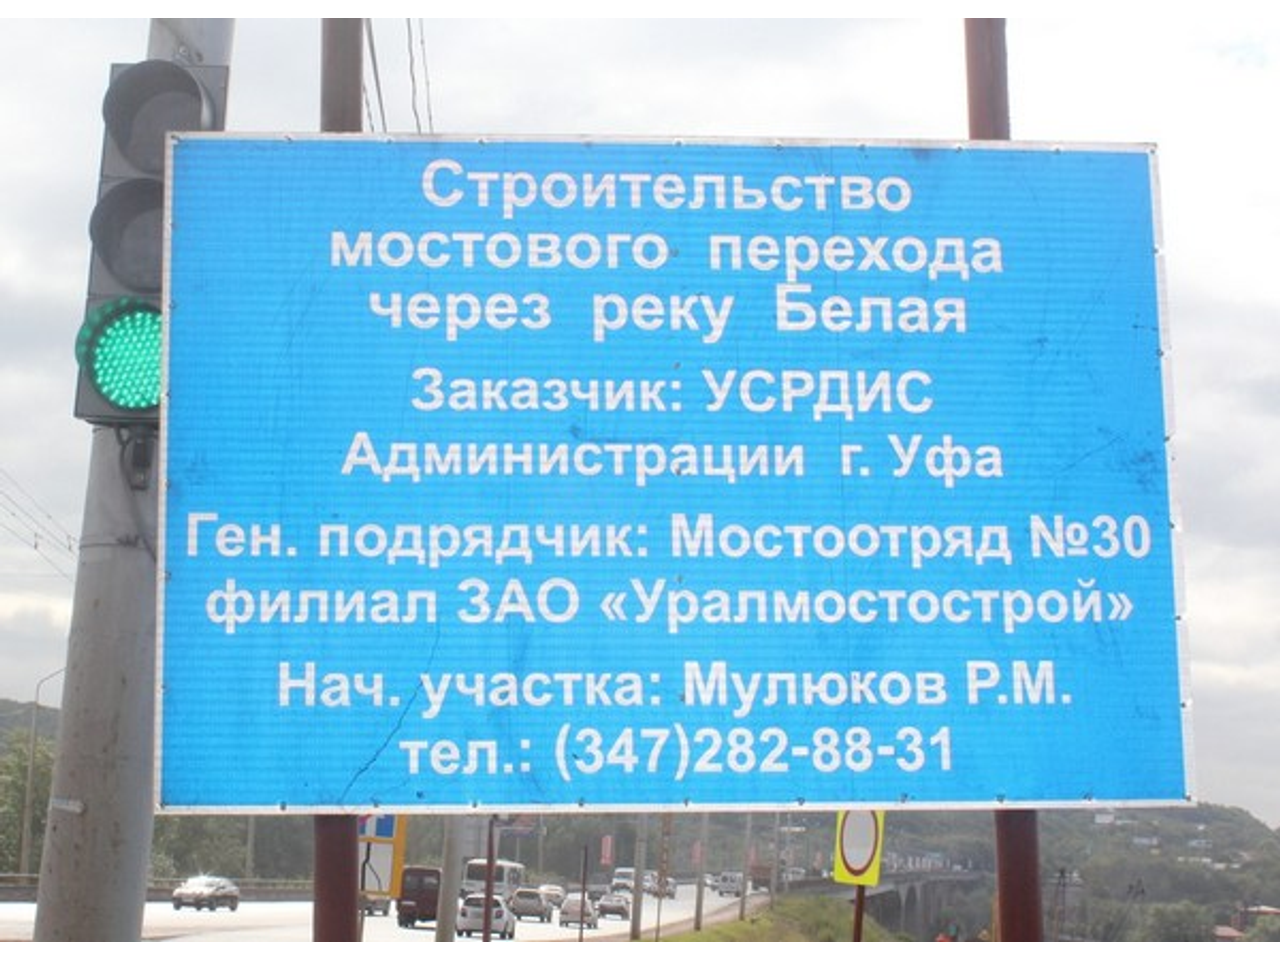 Строительство
мостового перехода
через реку Белая
Заказчик: УСРДИС
Администрации г. Уфа
Ген. подрядчик: Мостоотряд №30
филиал ЗАО «Уралмостострой»
Нач. участка: Мулюков Р.М.
тел.: (347)282-88-31